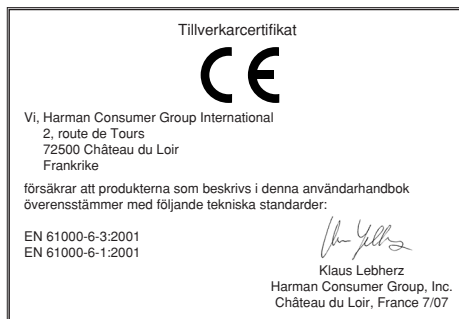 Tillverkarcertifikat
CE
Vi, Harman Consumer Group International
2, route de Tours
72500 Château du Loir
Frankrike
försäkrar att produkterna som beskrivs i denna användarhandbok
överensstämmer med följande tekniska standarder:
EN 61000-6-3:2001
EN 61000-6-1:2001
Klaus Lebherz
Harman Consumer Group, Inc.
Château du Loir, France 7/07